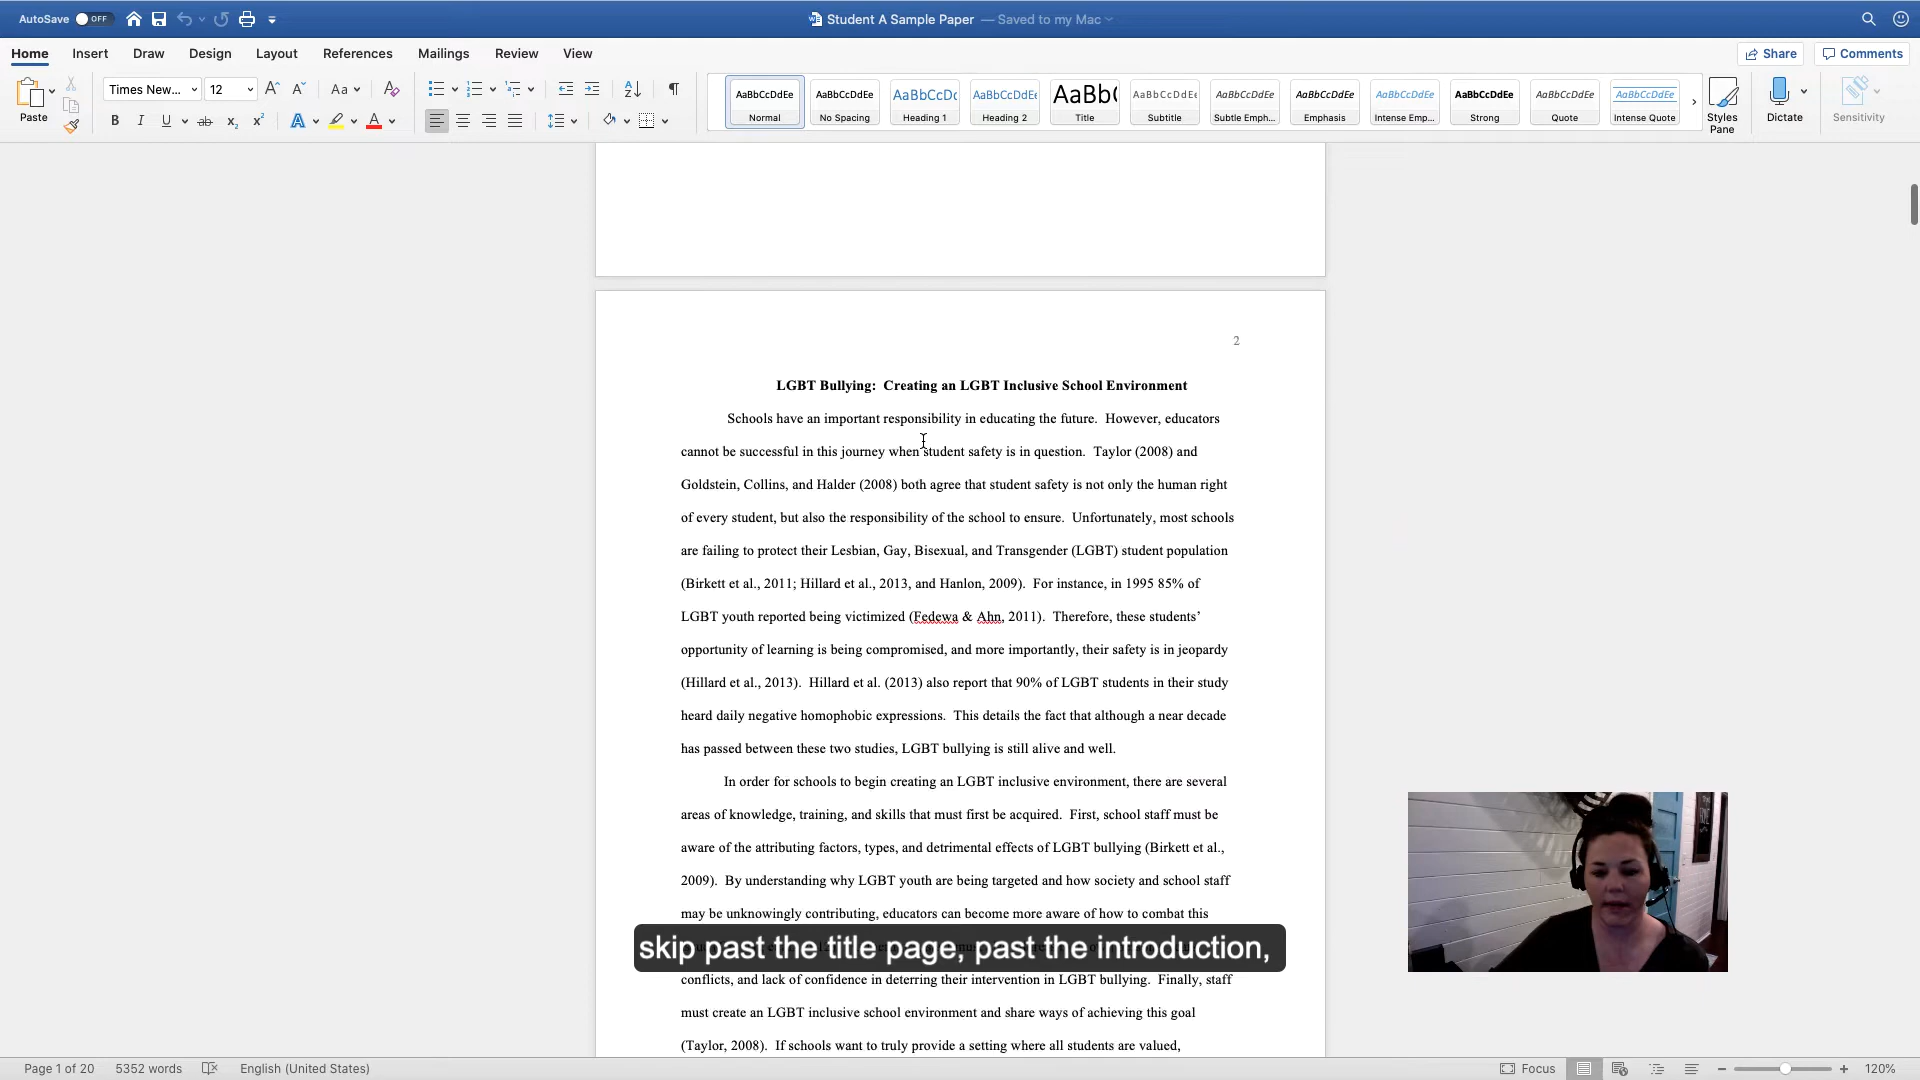 AutoSave OFF
Student A Sample Paper — Saved to my Mac
Home Insert Draw Design Layout References Mailings Review View
Share Comments
Paste
Times New... 12
Aa
B I U ab x2 x2 A A
AaBbCcDdEe Normal
AaBbCcDdEe No Spacing
AaBbCcDc Heading 1
AaBbCcDdEe Heading 2
AaBb( Title
AaBbCcDdEe Subtitle
AaBbCcDdEe Subtle Emph...
AaBbCcDdEe Emphasis
AaBbCcDdEe Intense Emp...
AaBbCcDdEe Strong
AaBbCcDdEe Quote
AaBbCcDdEe Intense Quote
Styles Pane
Dictate
Sensitivity
2
LGBT Bullying:  Creating an LGBT Inclusive School Environment
Schools have an important responsibility in educating the future.  However, educators
cannot be successful in this journey when student safety is in question.  Taylor (2008) and
Goldstein, Collins, and Halder (2008) both agree that student safety is not only the human right
of every student, but also the responsibility of the school to ensure.  Unfortunately, most schools
are failing to protect their Lesbian, Gay, Bisexual, and Transgender (LGBT) student population
(Birkett et al., 2011; Hillard et al., 2013, and Hanlon, 2009).  For instance, in 1995 85% of
LGBT youth reported being victimized (Fedewa & Ahn, 2011).  Therefore, these students’
opportunity of learning is being compromised, and more importantly, their safety is in jeopardy
(Hillard et al., 2013).  Hillard et al. (2013) also report that 90% of LGBT students in their study
heard daily negative homophobic expressions.  This details the fact that although a near decade
has passed between these two studies, LGBT bullying is still alive and well.
In order for schools to begin creating an LGBT inclusive environment, there are several
areas of knowledge, training, and skills that must first be acquired.  First, school staff must be
aware of the attributing factors, types, and detrimental effects of LGBT bullying (Birkett et al.,
2009).  By understanding why LGBT youth are being targeted and how society and school staff
may be unknowingly contributing, educators can become more aware of how to combat this
skip past the title page, past the introduction,
conflicts, and lack of confidence in deterring their intervention in LGBT bullying.  Finally, staff
must create an LGBT inclusive school environment and share ways of achieving this goal
(Taylor, 2008).  If schools want to truly provide a setting where all students are valued,
Page 1 of 20 5352 words English (United States) Focus 120%